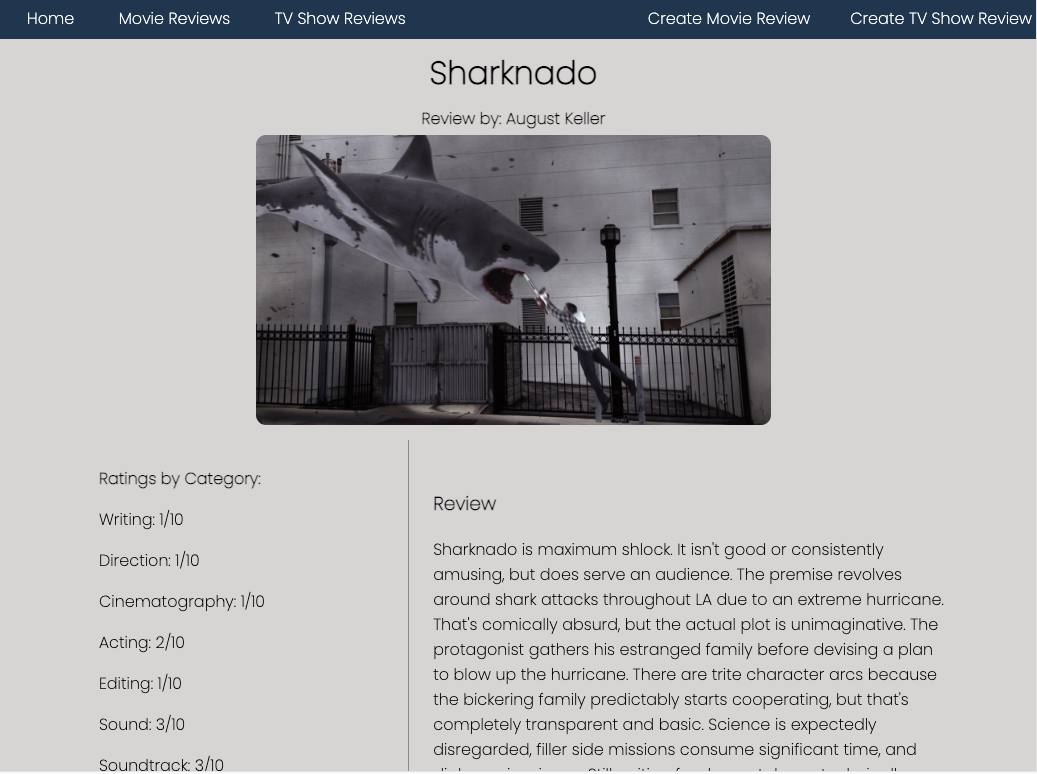 Home Movie Reviews TV Show Reviews Create Movie Review Create TV Show Review
Sharknado
Review by: August Keller
Ratings by Category:
Writing: 1/10
Direction: 1/10
Cinematography: 1/10
Acting: 2/10
Editing: 1/10
Sound: 3/10
Soundtrack: 3/10
Review
Sharknado is maximum shlock. It isn't good or consistently
amusing, but does serve an audience. The premise revolves
around shark attacks throughout LA due to an extreme hurricane.
That's comically absurd, but the actual plot is unimaginative. The
protagonist gathers his estranged family before devising a plan
to blow up the hurricane. There are trite character arcs because
the bickering family predictably starts cooperating, but that's
completely transparent and basic. Science is expectedly
disregarded, filler side missions consume significant time, and